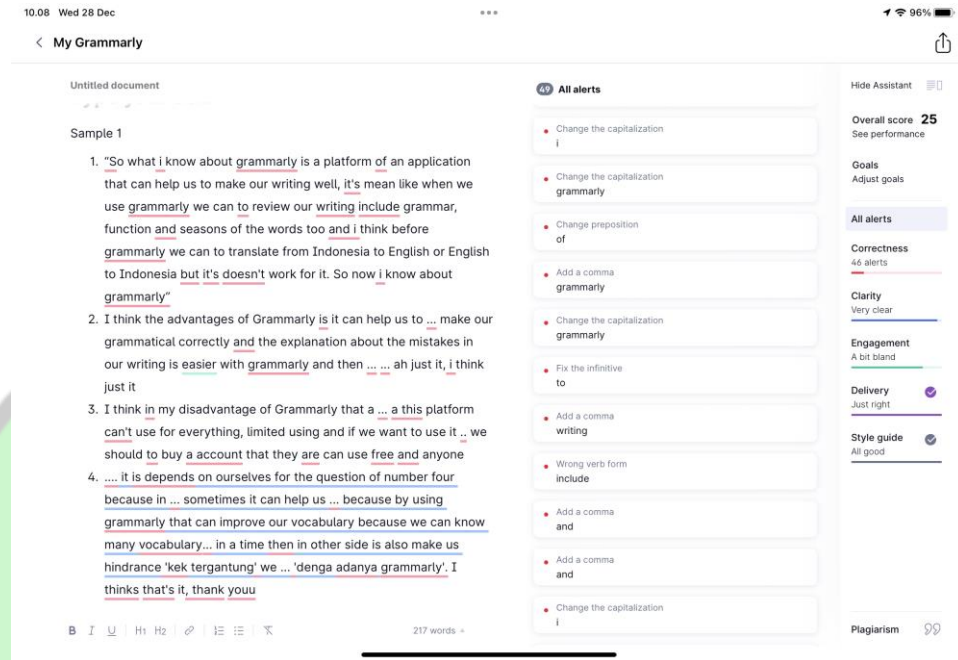 10.08 Wed 28 Dec
96%
My Grammarly
Untitled document
Sample 1
1. “So what i know about grammarly is a platform of an application
that can help us to make our writing well, it's mean like when we
use grammarly we can to review our writing include grammar,
function and seasons of the words too and i think before
grammarly we can to translate from Indonesia to English or English
to Indonesia but it's doesn't work for it. So now i know about
grammarly”
2. I think the advantages of Grammarly is it can help us to ... make our
grammatical correctly and the explanation about the mistakes in
our writing is easier with grammarly and then ... ... ah just it, i think
just it
3. I think in my disadvantage of Grammarly that a ... a this platform
can't use for everything, limited using and if we want to use it .. we
should to buy a account that they are can use free and anyone
4. .... it is depends on ourselves for the question of number four
because in ... sometimes it can help us ... because by using
grammarly that can improve our vocabulary because we can know
many vocabulary... in a time then in other side is also make us
hindrance 'kek tergantung' we ... 'denga adanya grammarly'. I
thinks that's it, thank youu
B I U H1 H2
217 words
49 All alerts
Change the capitalization
i
Change the capitalization
grammarly
Change preposition
of
Add a comma
grammarly
Change the capitalization
grammarly
Fix the infinitive
to
Add a comma
writing
Wrong verb form
include
Add a comma
and
Add a comma
and
Change the capitalization
i
Hide Assistant
Overall score 25
See performance
Goals
Adjust goals
All alerts
Correctness
46 alerts
Clarity
Very clear
Engagement
A bit bland
Delivery
Just right
Style guide
All good
Plagiarism